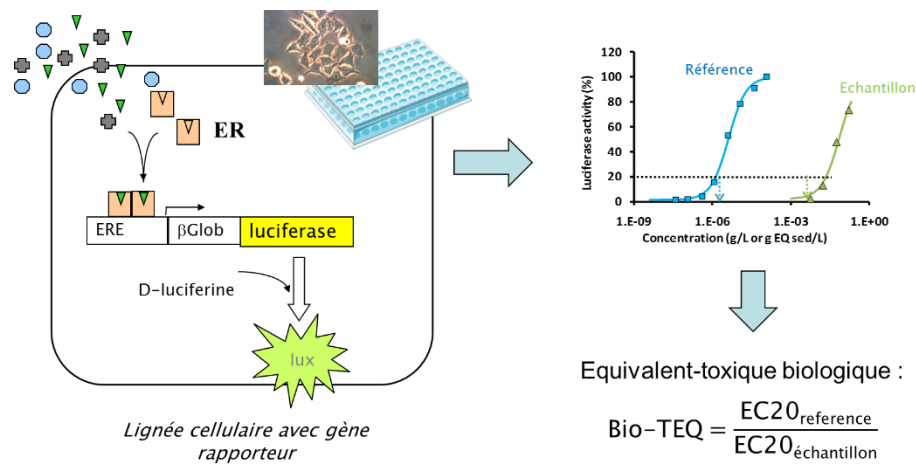 ER
ERE
βGlob
luciferase
D-luciferine
lux
Lignée cellulaire avec gène
rapporteur
Luciferase activity (%)
120
100
80
60
40
20
0
Référence
Echantillon
1.E-09
1.E-06
1.E-03
1.E+00
Concentration (g/L or g EQ sed/L)
Equivalent-toxique biologique :
Bio-TEQ = EC20reference
EC20échantillon